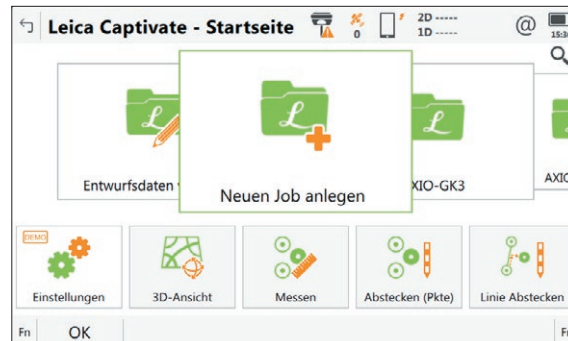 Leica Captivate - Startseite
0
2D -----
1D -----
@
Entwurfsdaten
Neuen Job anlegen
XIO-GK3
AXIO
DEMO
Einstellungen
3D-Ansicht
Messen
Abstecken (Pkte)
Linie Abstecken
Fn
OK